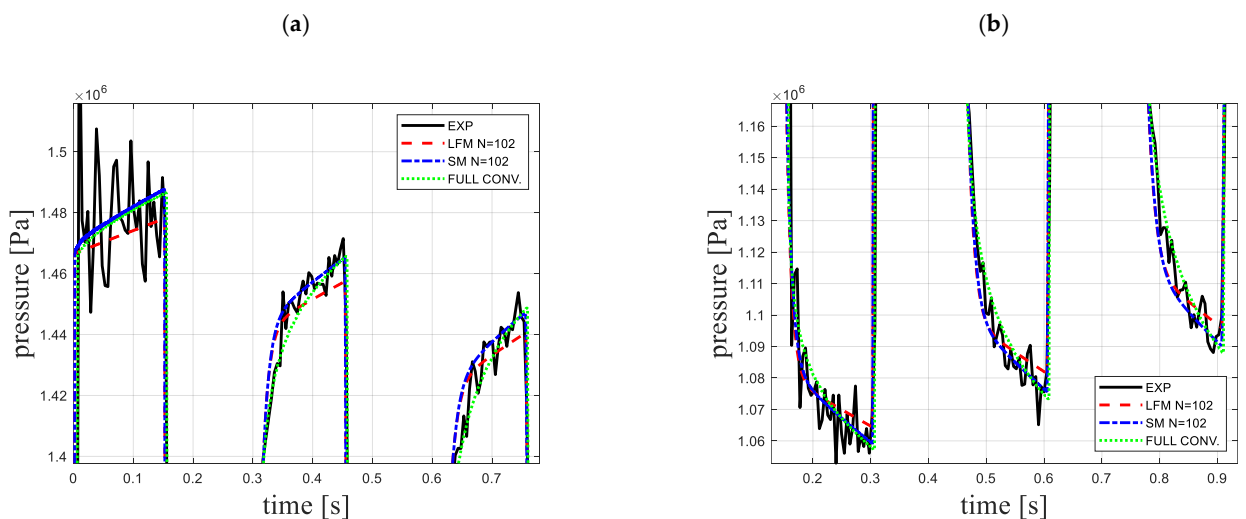 (a)
×10⁶
1.5
1.48
1.46
1.44
1.42
1.4
pressure [Pa]
EXP
LFM N=102
SM N=102
FULL CONV.
0 0.1 0.2 0.3 0.4 0.5 0.6 0.7
time [s]
(b)
×10⁶
1.16
1.15
1.14
1.13
1.12
1.11
1.1
1.09
1.08
1.07
1.06
pressure [Pa]
EXP
LFM N=102
SM N=102
FULL CONV.
0.2 0.3 0.4 0.5 0.6 0.7 0.8 0.9
time [s]